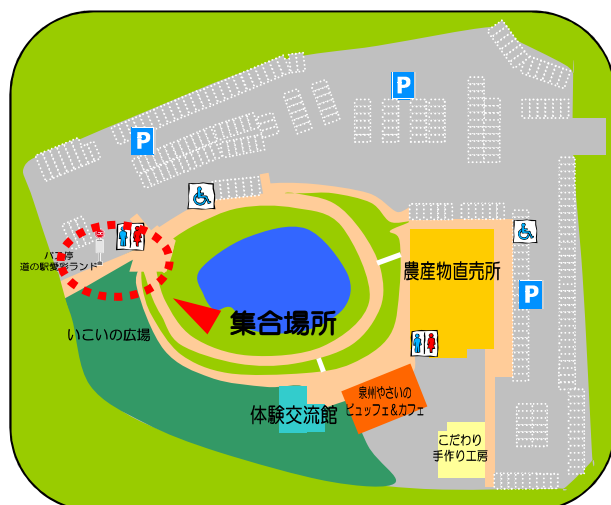 P
P
バス停
道の駅愛彩ランド
農産物直売所
P
集合場所
いこいの広場
泉州やさいの
ビュッフェ&カフェ
体験交流館
こだわり
手作り工房